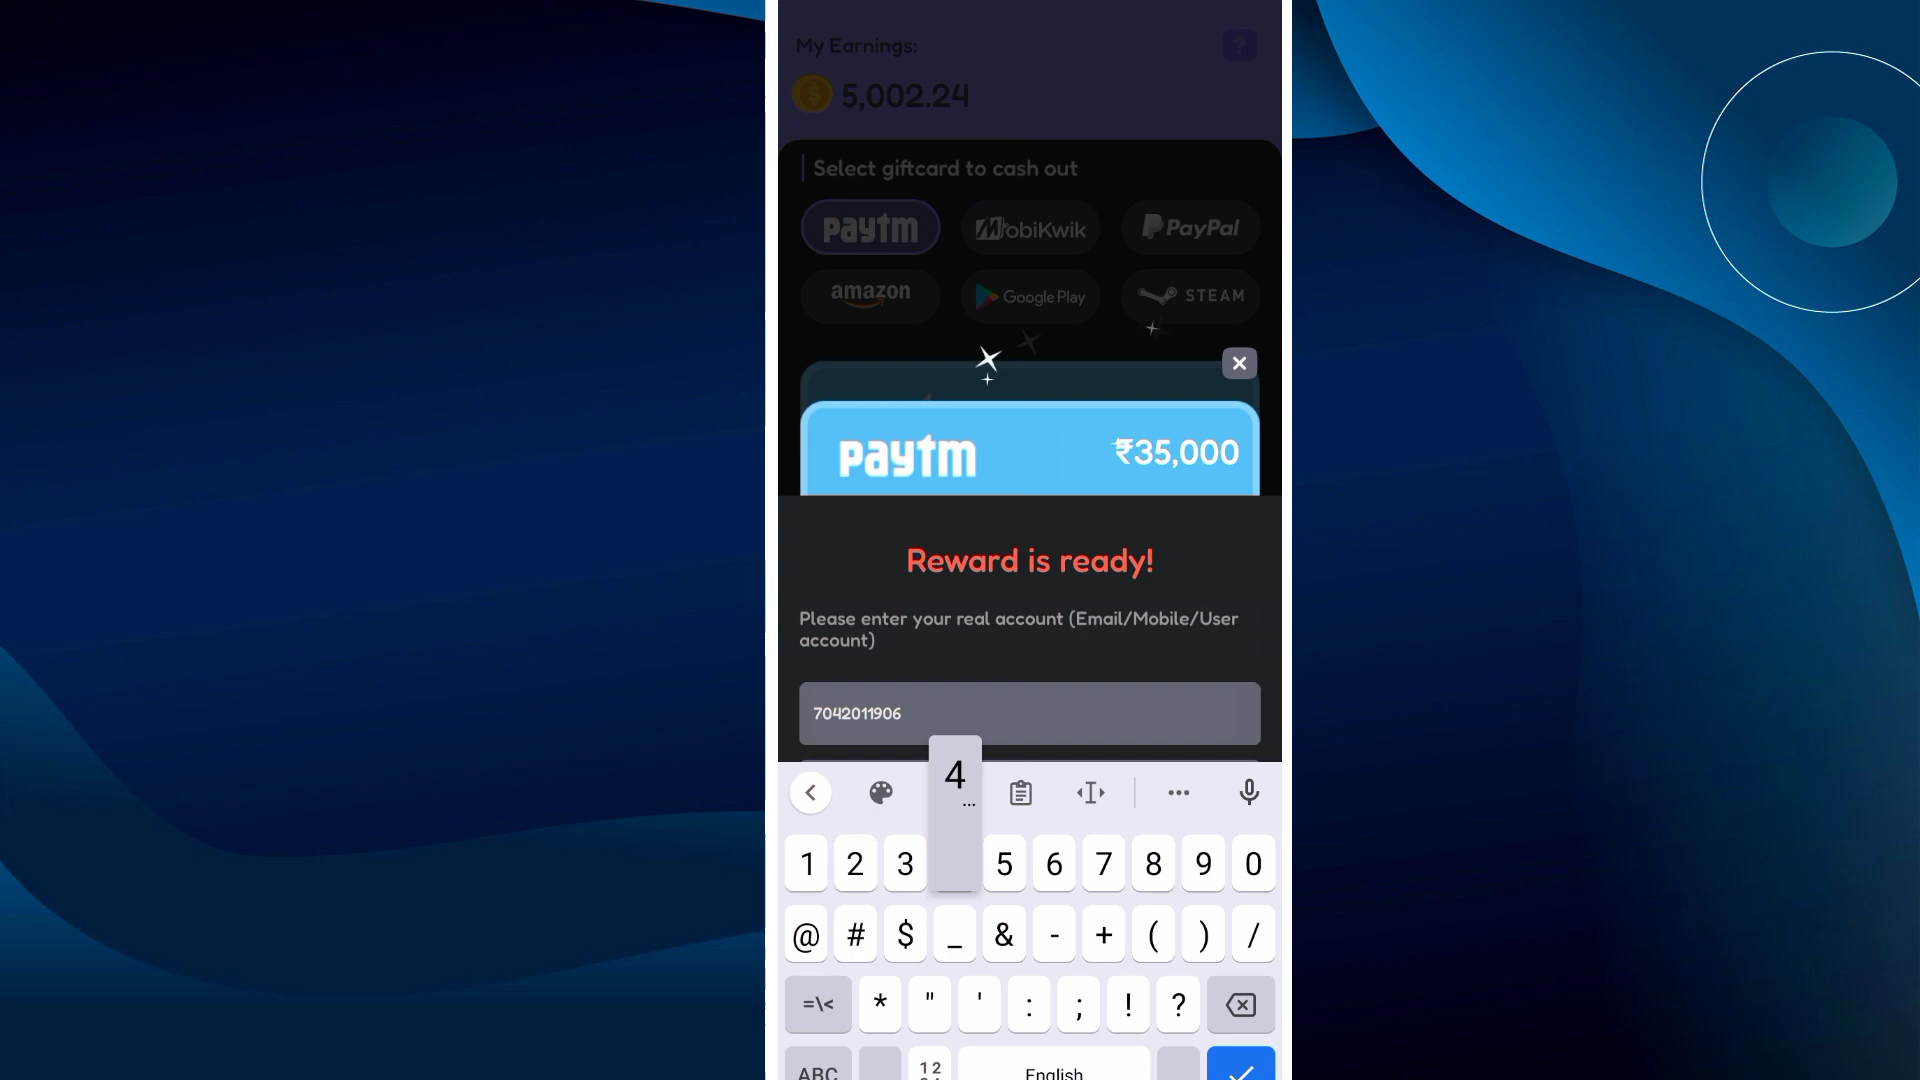 My Earnings:
?
$ 5,002.24
Select giftcard to cash out
paytm MobiKwik PayPal
amazon Google Play STEAM
paytm ₹35,000
Reward is ready!
Please enter your real account (Email/Mobile/User
account)
7042011906
4
...
1 2 3 5 6 7 8 9 0
@ # $ _ & - + ( ) /
=\< * " ' : ; ! ?
ABC 1 2 English